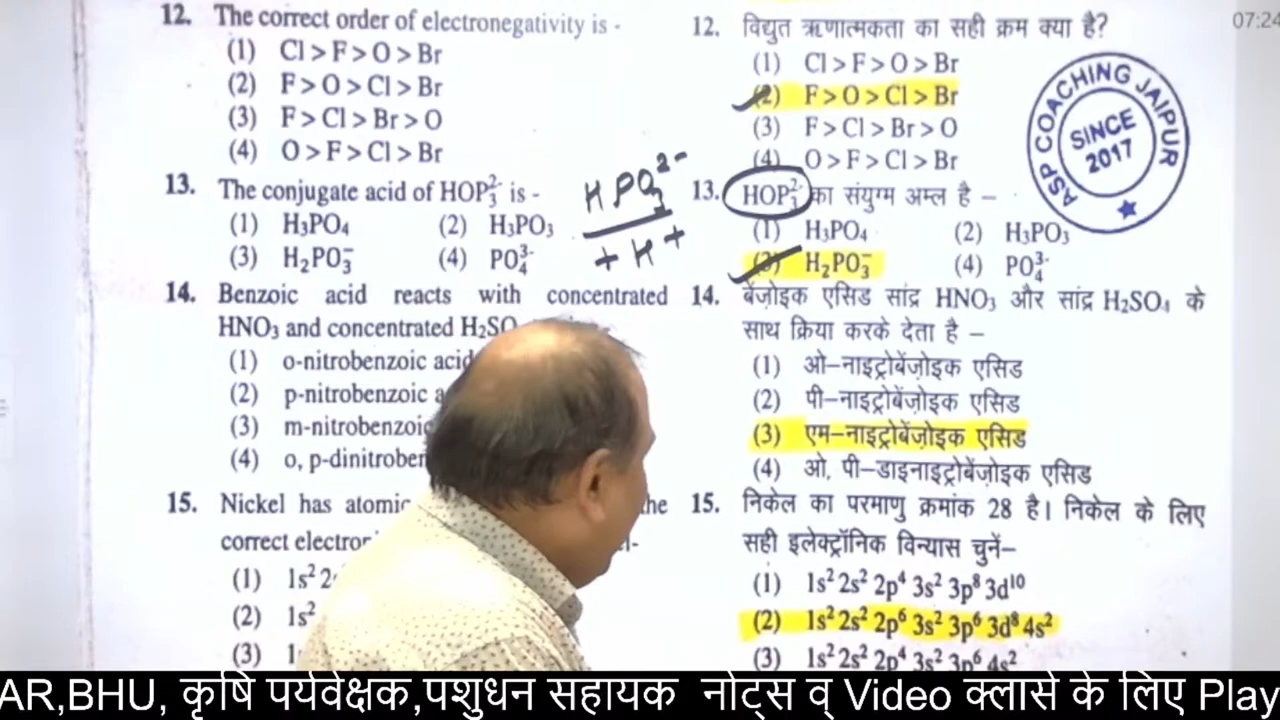 12. The correct order of electronegativity is -
(1) Cl > F > O > Br
(2) F > O > Cl > Br
(3) F > Cl > Br > O
(4) O > F > Cl > Br
13. The conjugate acid of HOP₃²⁻ is -
(1) H₃PO₄ (2) H₃PO₃
(3) H₂PO₃⁻ (4) PO₄³⁻
14. Benzoic acid reacts with concentrated
HNO₃ and concentrated H₂SO
(1) o-nitrobenzoic acid
(2) p-nitrobenzoic
(3) m-nitrobenzoic
(4) o, p-dinitroben
15. Nickel has atomic the
correct electron
(1) 1s² 2
(2) 1s²
(3) 1
HPO₃²⁻
+ H⁺
12. विद्युत ऋणात्मकता का सही क्रम क्या है?
(1) Cl > F > O > Br
(2) F > O > Cl > Br
(3) F > Cl > Br > O
(4) O > F > Cl > Br
13. HOP₃²⁻ का संयुग्म अम्ल है –
(1) H₃PO₄ (2) H₃PO₃
(3) H₂PO₃⁻ (4) PO₄³⁻
14. बेंज़ोइक एसिड सांद्र HNO₃ और सांद्र H₂SO₄ के
साथ क्रिया करके देता है –
(1) ओ–नाइट्रोबेंज़ोइक एसिड
(2) पी–नाइट्रोबेंज़ोइक एसिड
(3) एम–नाइट्रोबेंज़ोइक एसिड
(4) ओ, पी–डाइनाइट्रोबेंज़ोइक एसिड
15. निकेल का परमाणु क्रमांक 28 है। निकेल के लिए
सही इलेक्ट्रॉनिक विन्यास चुनें–
(1) 1s² 2s² 2p⁴ 3s² 3p⁸ 3d¹⁰
(2) 1s² 2s² 2p⁶ 3s² 3p⁶ 3d⁸ 4s²
(3) 1s² 2s² 2p⁴ 3s² 3p⁶ 4s²
07:24
ASP COACHING JAIPUR
SINCE
2017
AR,BHU, कृषि पर्यवेक्षक,पशुधन सहायक नोट्स व् Video क्लासे के लिए Play